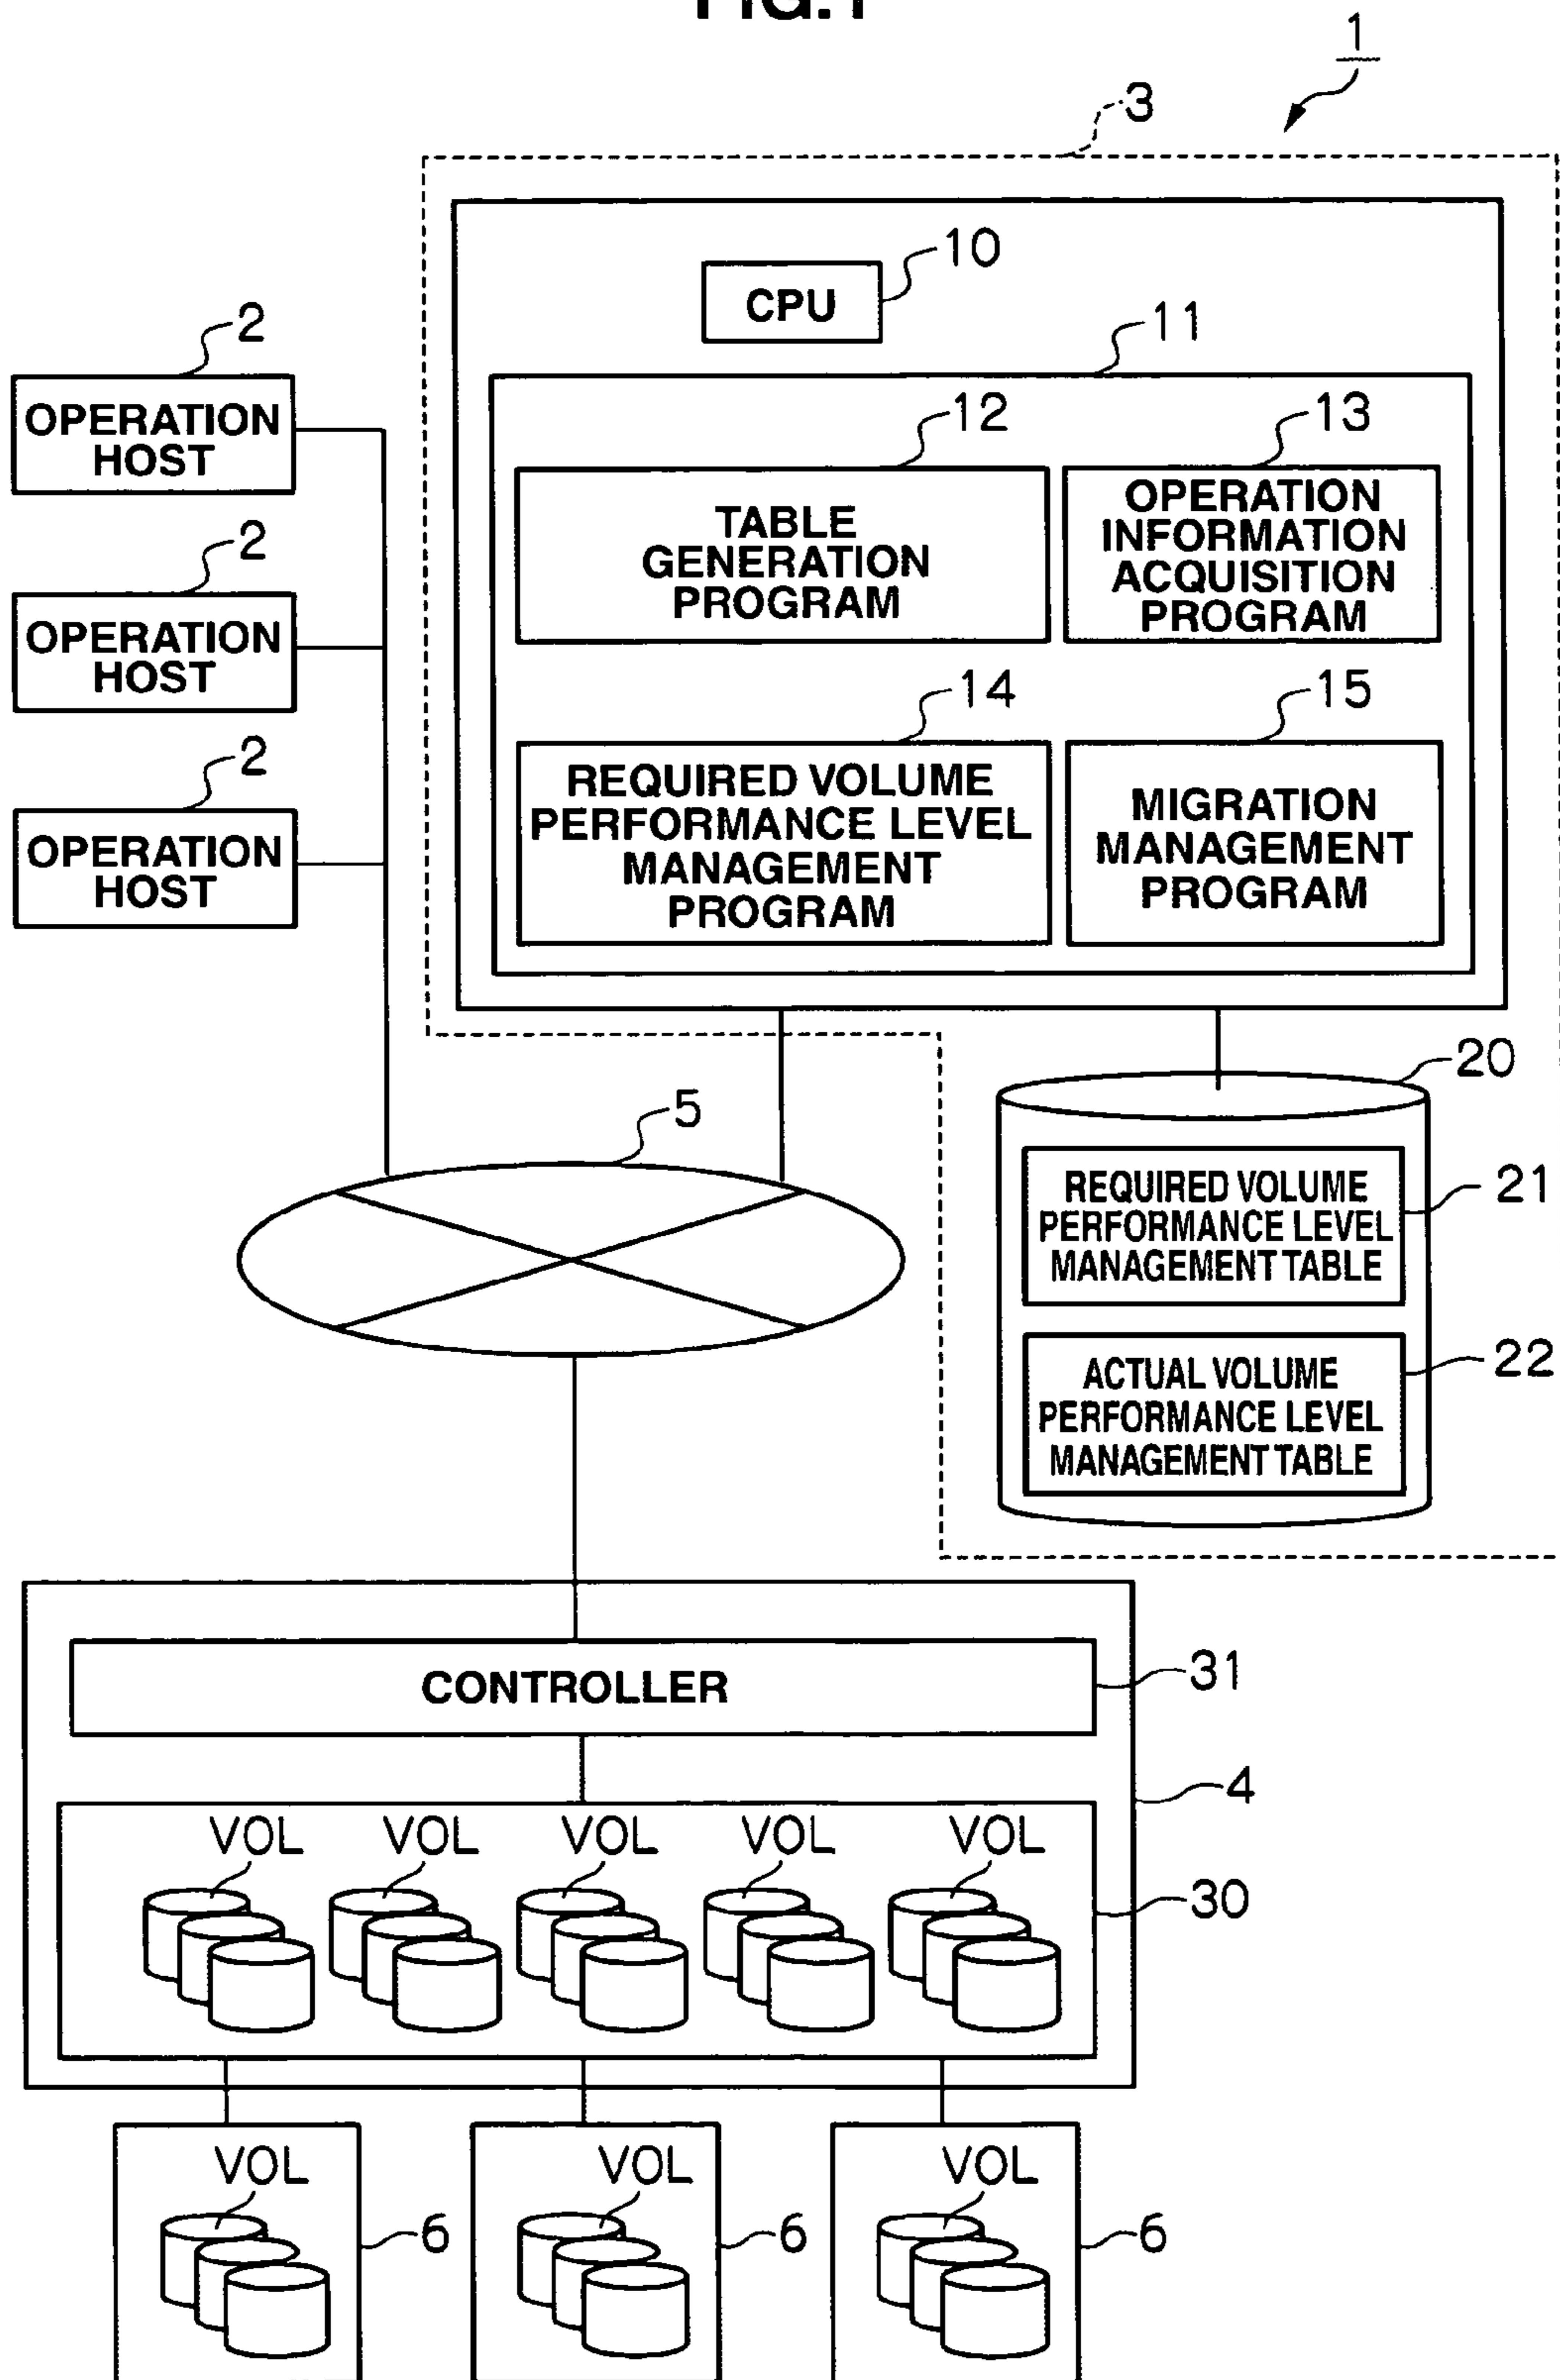 FIG.1
1
3
10
CPU
11
2
OPERATION
HOST
12
TABLE
GENERATION
PROGRAM
13
OPERATION
INFORMATION
ACQUISITION
PROGRAM
2
OPERATION
HOST
14
REQUIRED VOLUME
PERFORMANCE LEVEL
MANAGEMENT
PROGRAM
15
MIGRATION
MANAGEMENT
PROGRAM
2
OPERATION
HOST
20
5
REQUIRED VOLUME
PERFORMANCE LEVEL
MANAGEMENT TABLE
21
ACTUAL VOLUME
PERFORMANCE LEVEL
MANAGEMENT TABLE
22
CONTROLLER
31
4
VOL VOL VOL VOL VOL
30
VOL VOL VOL
6 6 6